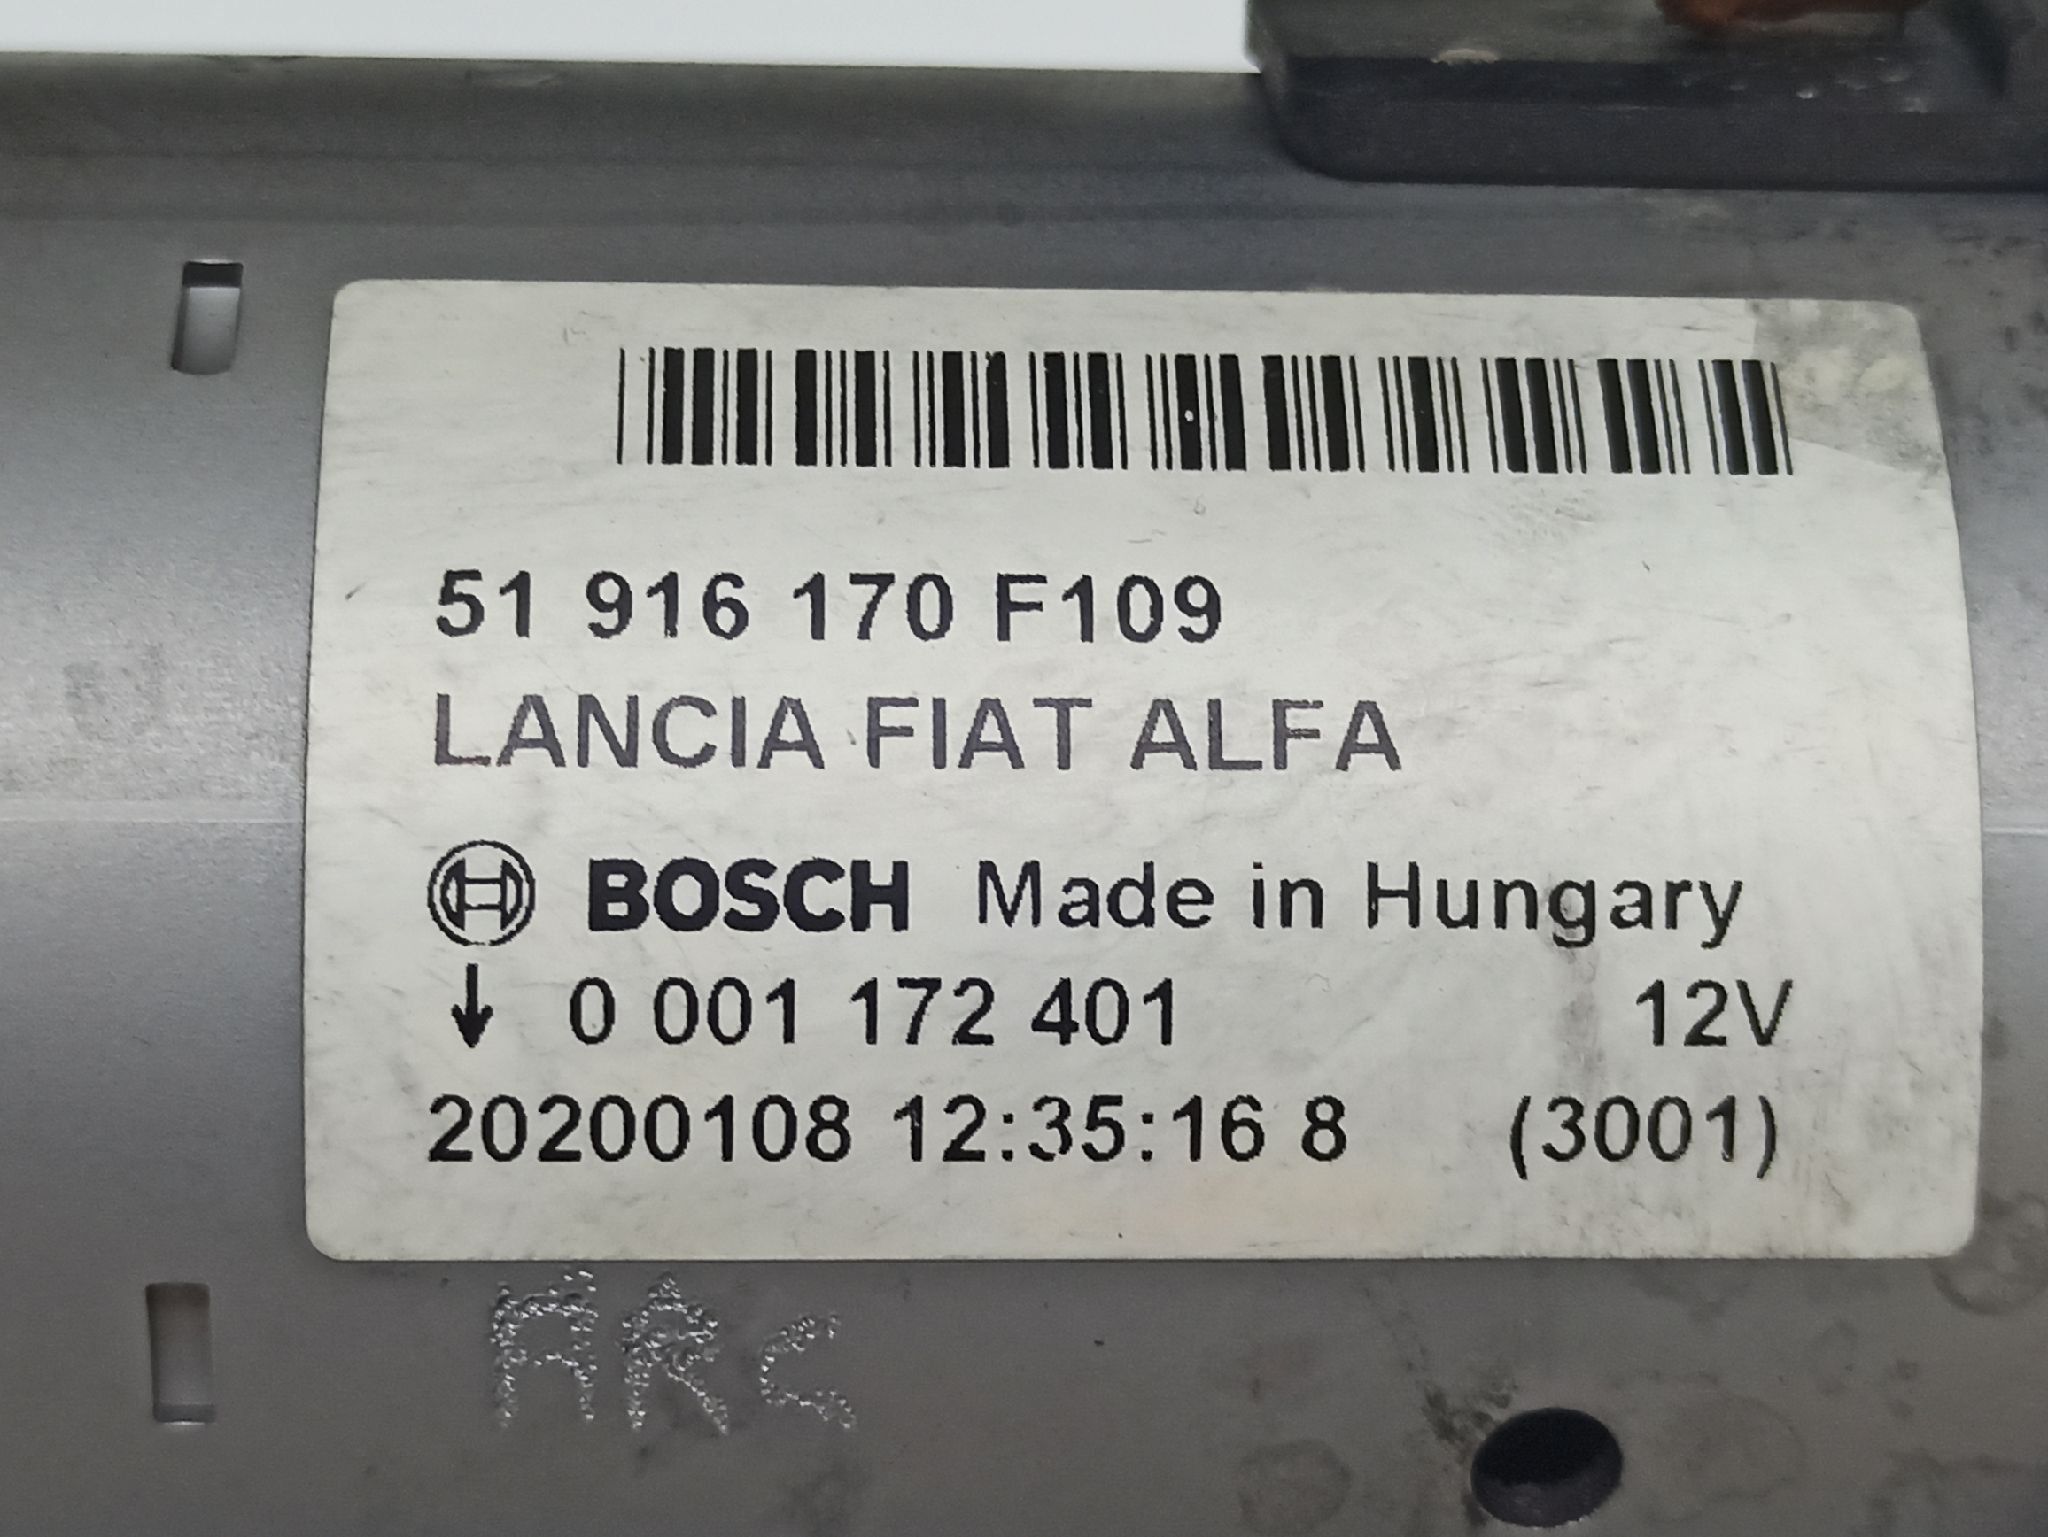 51 916 170 F109
LANCIA FIAT ALFA
BOSCH Made in Hungary
↓ 0 001 172 401 12V
20200108 12:35:16 8 (3001)
ARC